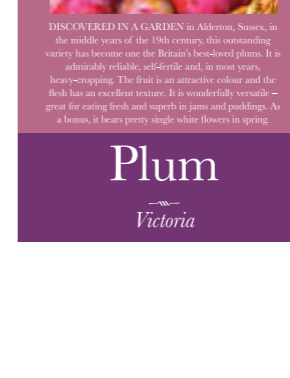 DISCOVERED IN A GARDEN in Alderton, Sussex, in
the middle years of the 19th century, this outstanding
variety has become one the Britain's best-loved plums. It is
admirably reliable, self-fertile and, in most years,
heavy-cropping. The fruit is an attractive colour and the
flesh has an excellent texture. It is wonderfully versatile –
great for eating fresh and superb in jams and puddings. As
a bonus, it bears pretty single white flowers in spring.
Plum
Victoria